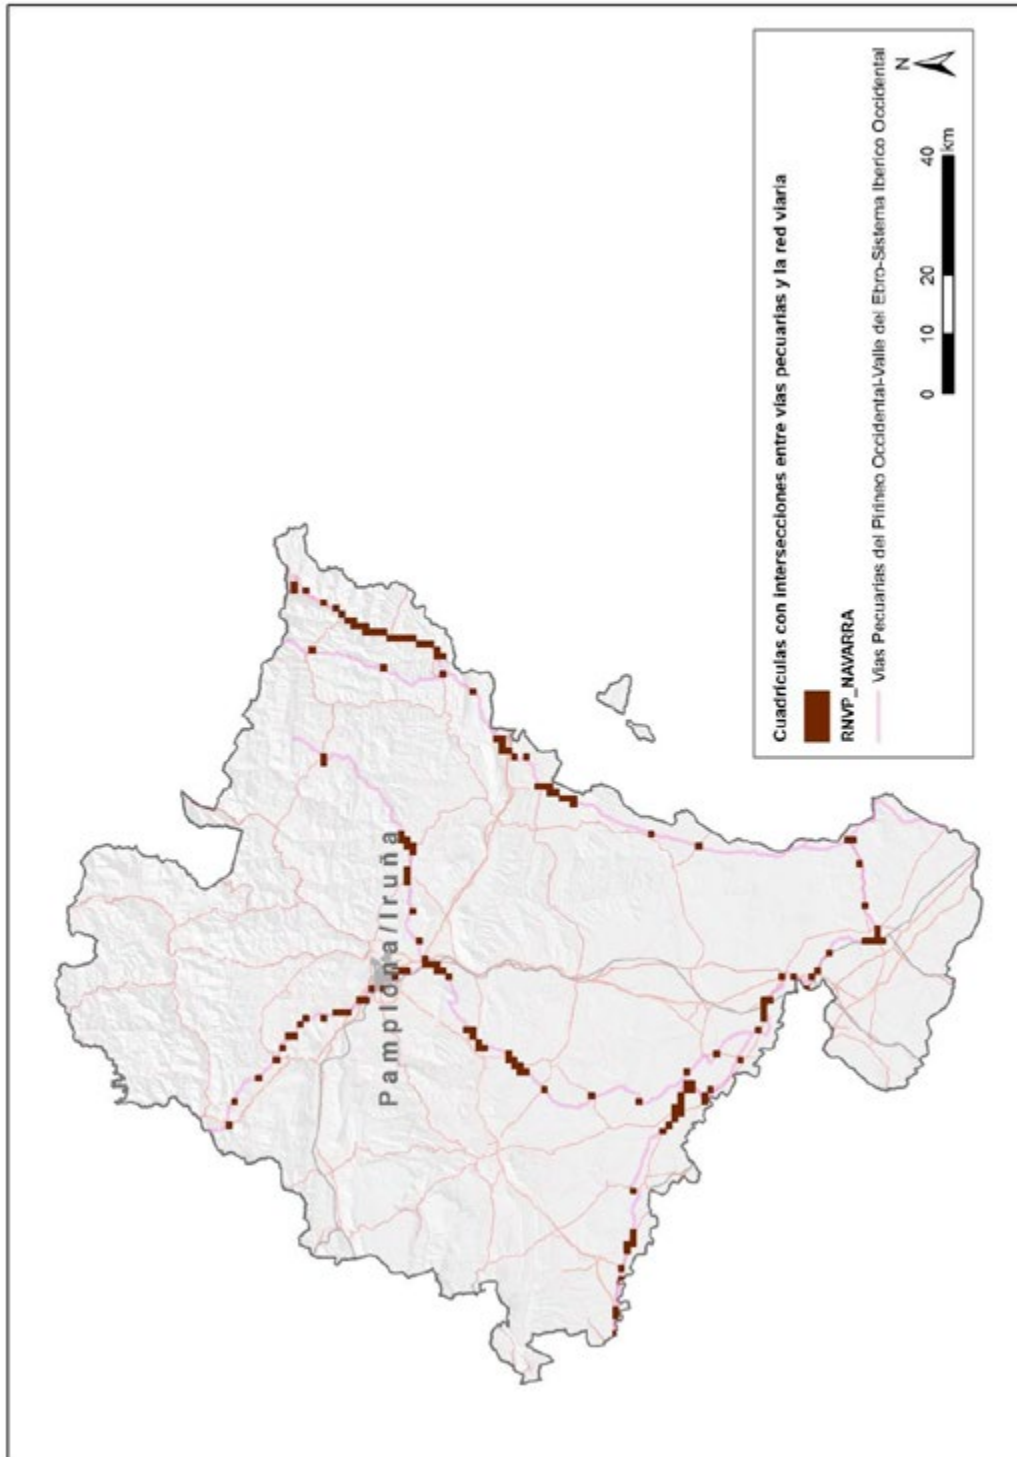 Pamplona/Iruña
Cuadrículas con intersecciones entre vías pecuarias y la red viaria
RNVP_NAVARRA
Vías Pecuarias del Pirineo Occidental-Valle del Ebro-Sistema Iberico Occidental
N
0 10 20 40
km